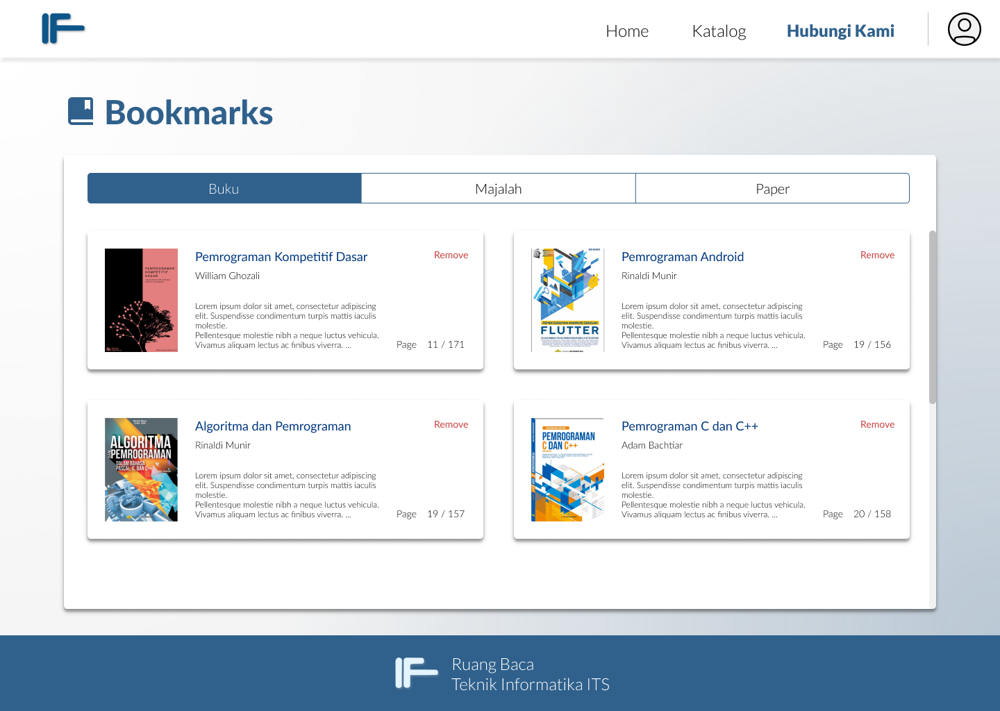 Home
Katalog
Hubungi Kami
Bookmarks
Buku
Majalah
Paper
PEMROGRAMAN
KOMPETITIF
DASAR
Pemrograman Kompetitif Dasar
Remove
William Ghozali
Lorem ipsum dolor sit amet, consectetur adipiscing
elit. Suspendisse condimentum turpis mattis iaculis
molestie.
Pellentesque molestie nibh a neque luctus vehicula.
Vivamus aliquam lectus ac finibus viverra. ...
Page 11 / 171
PEMROGRAMAN ANDROID DENGAN
FLUTTER
Pemrograman Android
Remove
Rinaldi Munir
Lorem ipsum dolor sit amet, consectetur adipiscing
elit. Suspendisse condimentum turpis mattis iaculis
molestie.
Pellentesque molestie nibh a neque luctus vehicula.
Vivamus aliquam lectus ac finibus viverra. ...
Page 19 / 156
ALGORITMA
DAN
PEMROGRAMAN
DALAM BAHASA
PASCAL, C, DAN C++
Algoritma dan Pemrograman
Remove
Rinaldi Munir
Lorem ipsum dolor sit amet, consectetur adipiscing
elit. Suspendisse condimentum turpis mattis iaculis
molestie.
Pellentesque molestie nibh a neque luctus vehicula.
Vivamus aliquam lectus ac finibus viverra. ...
Page 19 / 157
PEMROGRAMAN
C DAN C++
Pemrograman C dan C++
Remove
Adam Bachtiar
Lorem ipsum dolor sit amet, consectetur adipiscing
elit. Suspendisse condimentum turpis mattis iaculis
molestie.
Pellentesque molestie nibh a neque luctus vehicula.
Vivamus aliquam lectus ac finibus viverra. ...
Page 20 / 158
Ruang Baca
Teknik Informatika ITS